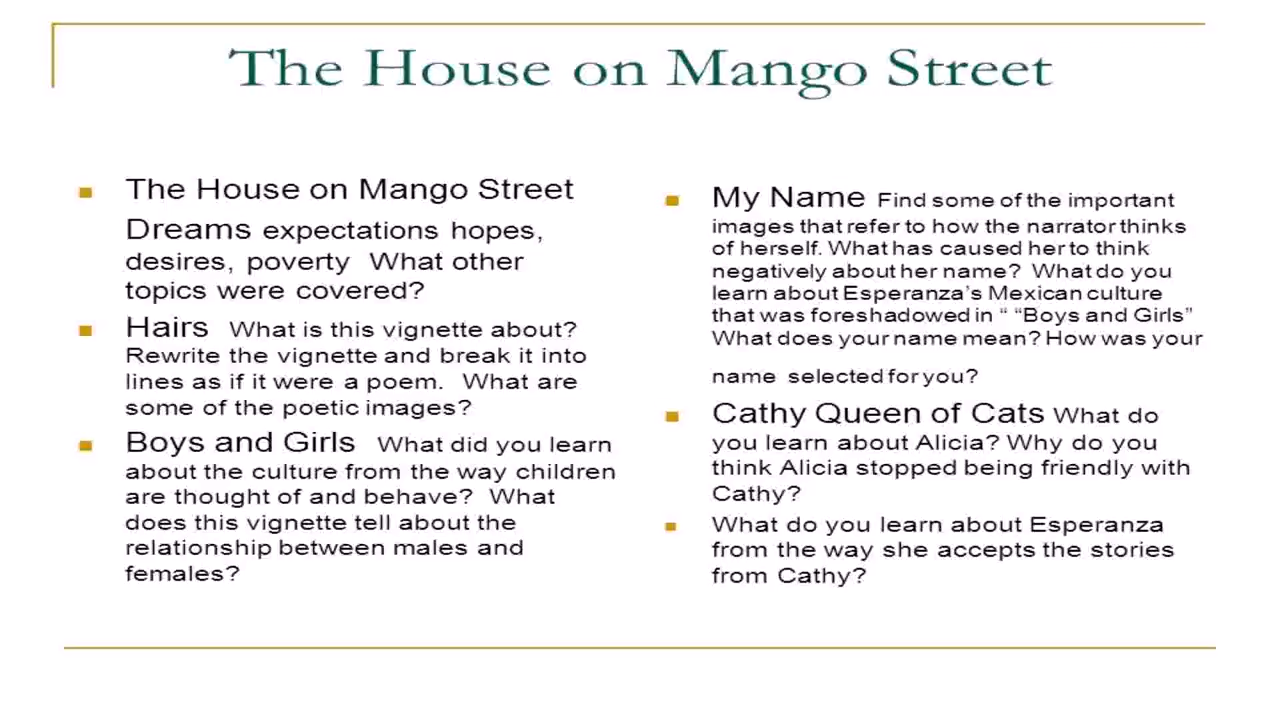 The House on Mango Street
The House on Mango Street
Dreams expectations hopes,
desires, poverty What other
topics were covered?
Hairs What is this vignette about?
Rewrite the vignette and break it into
lines as if it were a poem. What are
some of the poetic images?
Boys and Girls What did you learn
about the culture from the way children
are thought of and behave? What
does this vignette tell about the
relationship between males and
females?
My Name Find some of the important
images that refer to how the narrator thinks
of herself. What has caused her to think
negatively about her name? What do you
learn about Esperanza's Mexican culture
that was foreshadowed in “ “Boys and Girls”
What does your name mean? How was your
name selected for you?
Cathy Queen of Cats What do
you learn about Alicia? Why do you
think Alicia stopped being friendly with
Cathy?
What do you learn about Esperanza
from the way she accepts the stories
from Cathy?